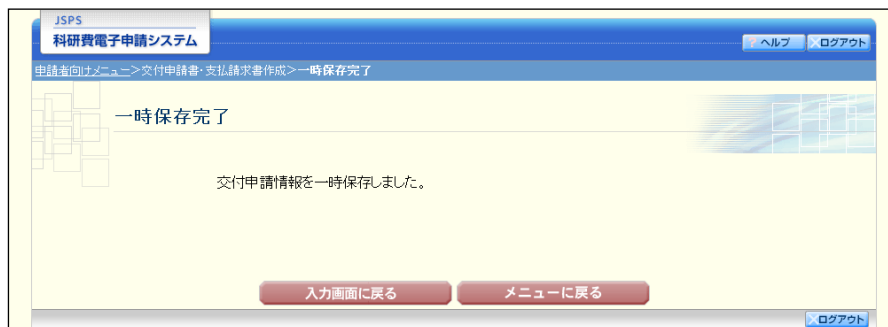 JSPS
科研費電子申請システム
? ヘルプ ×ログアウト
申請者向けメニュー>交付申請書・支払請求書作成>一時保存完了
一時保存完了
交付申請情報を一時保存しました。
入力画面に戻る メニューに戻る
×ログアウト